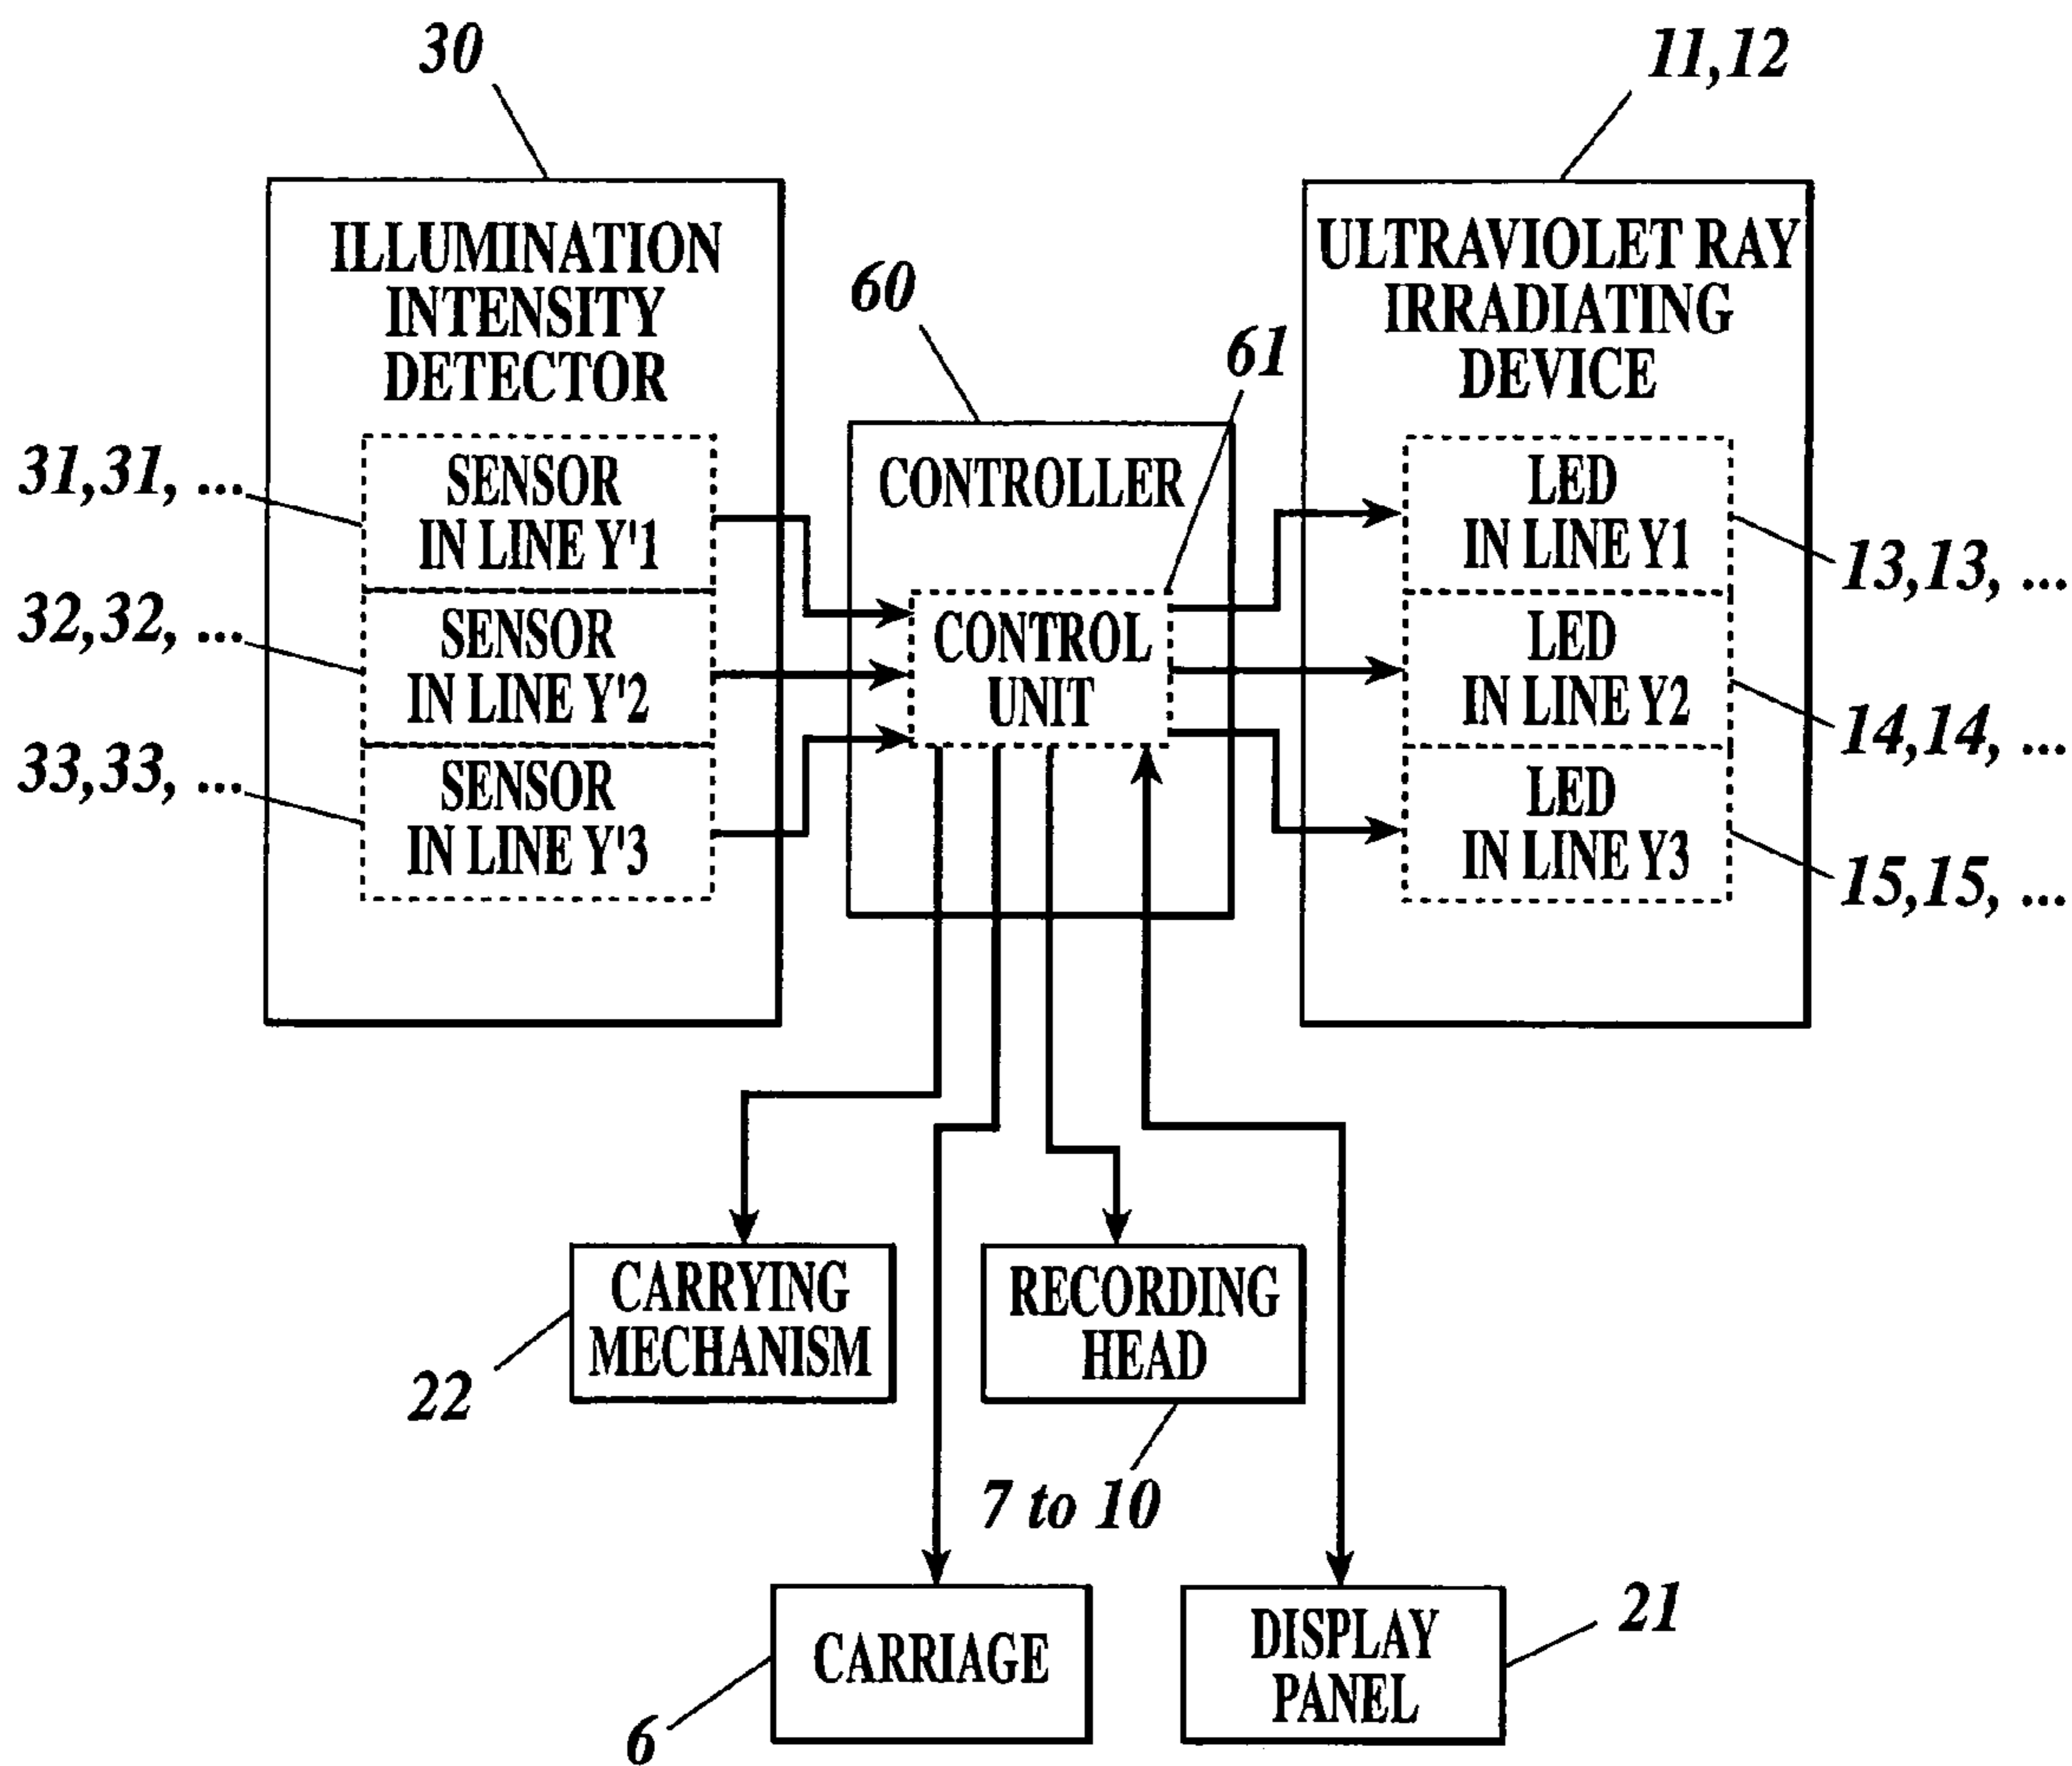 30
11,12
ILLUMINATION
INTENSITY
DETECTOR
ULTRAVIOLET RAY
IRRADIATING
DEVICE
60
61
CONTROLLER
31,31, ...
SENSOR
IN LINE Y'1
32,32, ...
SENSOR
IN LINE Y'2
33,33, ...
SENSOR
IN LINE Y'3
CONTROL
UNIT
LED
IN LINE Y1
13,13, ...
LED
IN LINE Y2
14,14, ...
LED
IN LINE Y3
15,15, ...
CARRYING
MECHANISM
22
RECORDING
HEAD
7 to 10
CARRIAGE
6
DISPLAY
PANEL
21